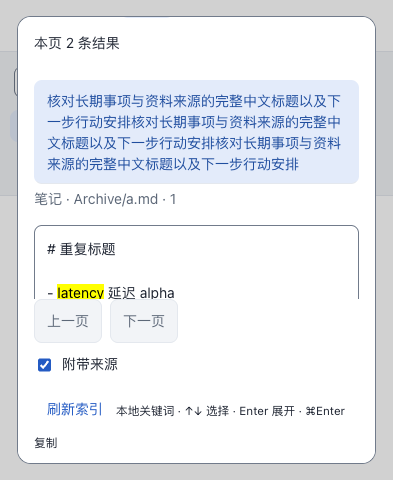 本页 2 条结果
核对长期事项与资料来源的完整中文标题以及下
一步行动安排核对长期事项与资料来源的完整中
文标题以及下一步行动安排核对长期事项与资料
来源的完整中文标题以及下一步行动安排
笔记 · Archive/a.md · 1
# 重复标题
- latency 延迟 alpha
上一页 下一页
附带来源
刷新索引 本地关键词 · ↑↓ 选择 · Enter 展开 · ⌘Enter
复制